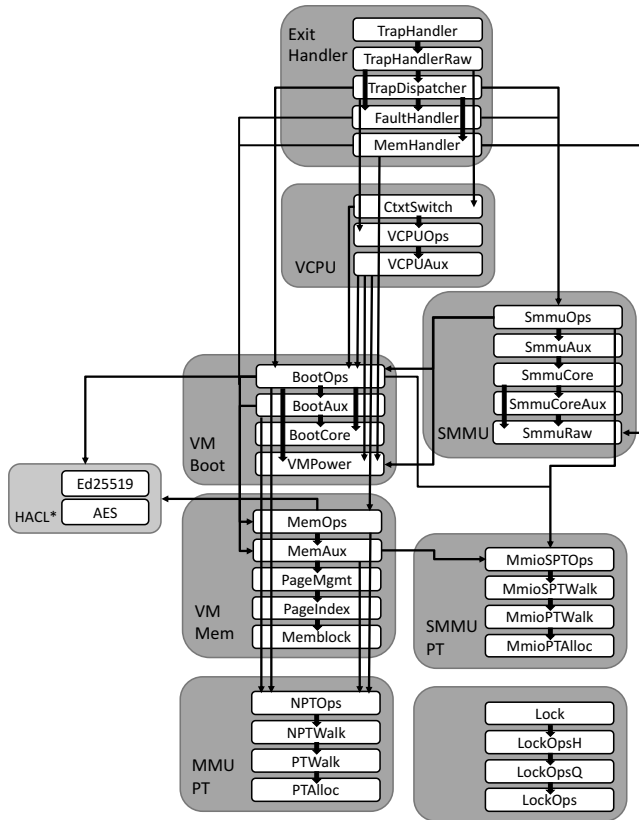 Exit
Handler
TrapHandler
TrapHandlerRaw
TrapDispatcher
FaultHandler
MemHandler
CtxtSwitch
VCPUOps
VCPUAux
VCPU
SmmuOps
SmmuAux
SmmuCore
SmmuCoreAux
SmmuRaw
SMMU
BootOps
BootAux
BootCore
VMPower
VM
Boot
Ed25519
AES
HACL*
MemOps
MemAux
PageMgmt
PageIndex
Memblock
VM
Mem
MmioSPTOps
MmioSPTWalk
MmioPTWalk
MmioPTAlloc
SMMU
PT
NPTOps
NPTWalk
PTWalk
PTAlloc
MMU
PT
Lock
LockOpsH
LockOpsQ
LockOps